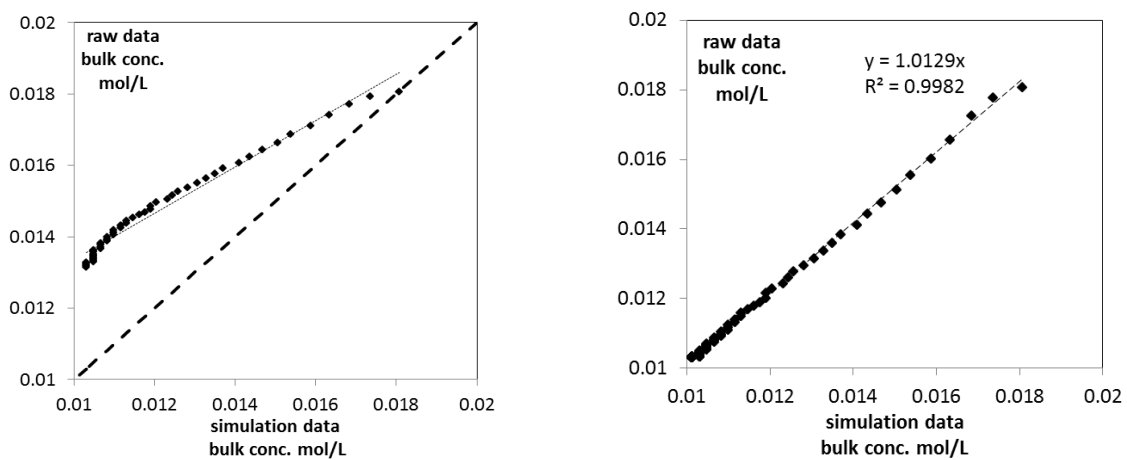 0.02
raw data
bulk conc.
mol/L
0.018
0.016
0.014
0.012
0.01
0.01
0.012
0.014
0.016
0.018
0.02
simulation data
bulk conc. mol/L
0.02
raw data
bulk conc.
mol/L
y = 1.0129x
R² = 0.9982
0.018
0.016
0.014
0.012
0.01
0.01
0.012
0.014
0.016
0.018
0.02
simulation data
bulk conc. mol/L